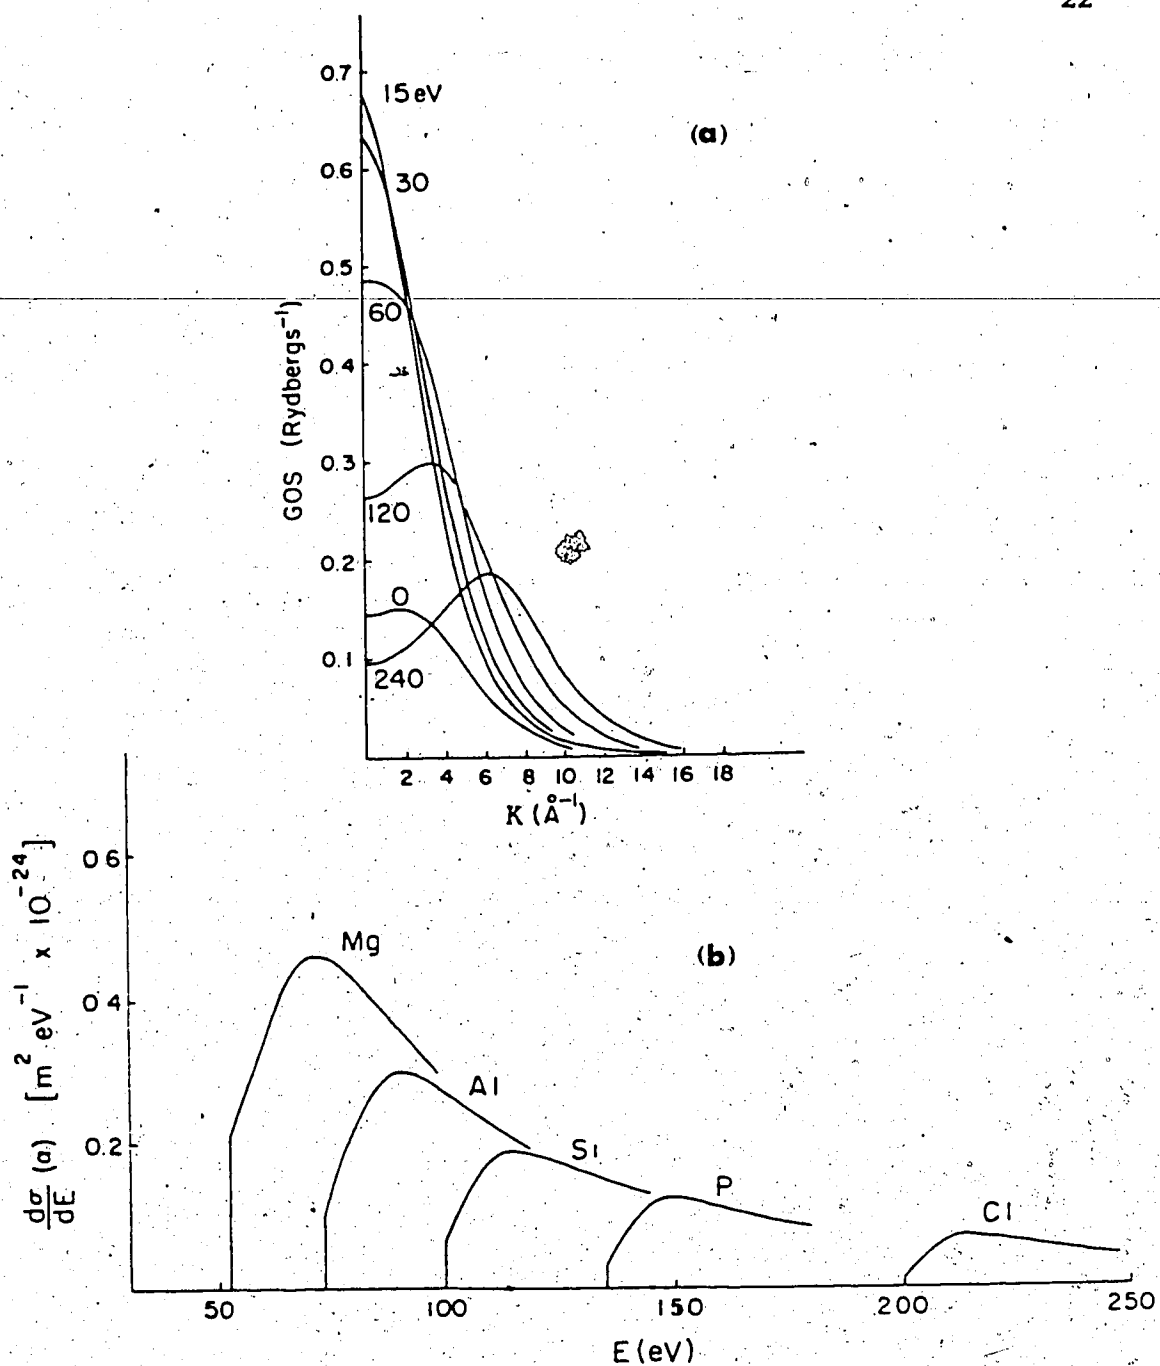 22
0.7
15 eV
(a)
0.6
30
0.5
60
GOS (Rydbergs⁻¹)
0.4
0.3
120
0.2
0
0.1
240
2 4 6 8 10 12 14 16 18
K (Å⁻¹)
0.6
Mg
(b)
0.4
dσ/dE (a) [m² eV⁻¹ x 10⁻²⁴]
Al
0.2
Si
P
Cl
50 100 150 200 250
E (eV)